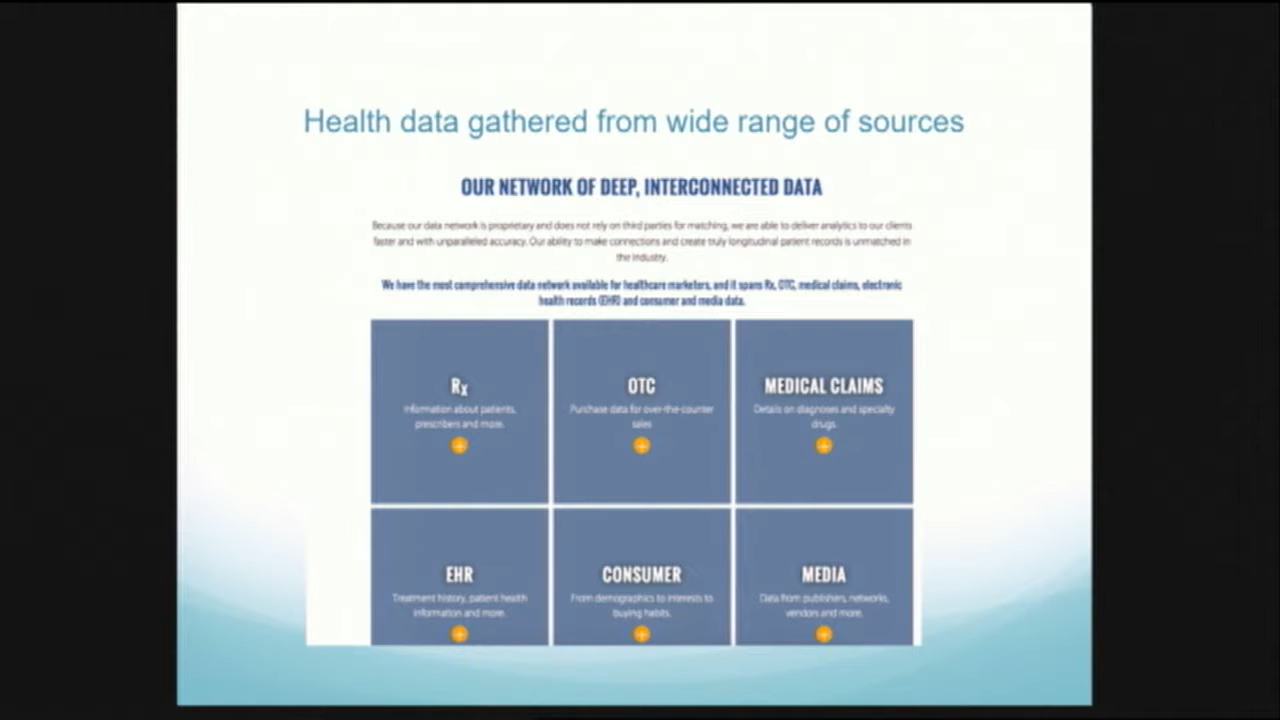 Health data gathered from wide range of sources
OUR NETWORK OF DEEP, INTERCONNECTED DATA
Because our data network is proprietary and does not rely on third parties for matching, we are able to deliver analytics to our clients
faster and with unparalleled accuracy. Our ability to make connections and create truly longitudinal patient records is unmatched in
the industry.
We have the most comprehensive data network available for healthcare marketers, and it spans Rx, OTC, medical claims, electronic
health records (EHR) and consumer and media data.
Rx
Information about patients,
prescribers and more.
OTC
Purchase data for over-the-counter
sales
MEDICAL CLAIMS
Details on diagnoses and specialty
drugs.
EHR
Treatment history, patient health
information and more.
CONSUMER
From demographics to interests to
buying habits.
MEDIA
Data from publishers, networks,
vendors and more.